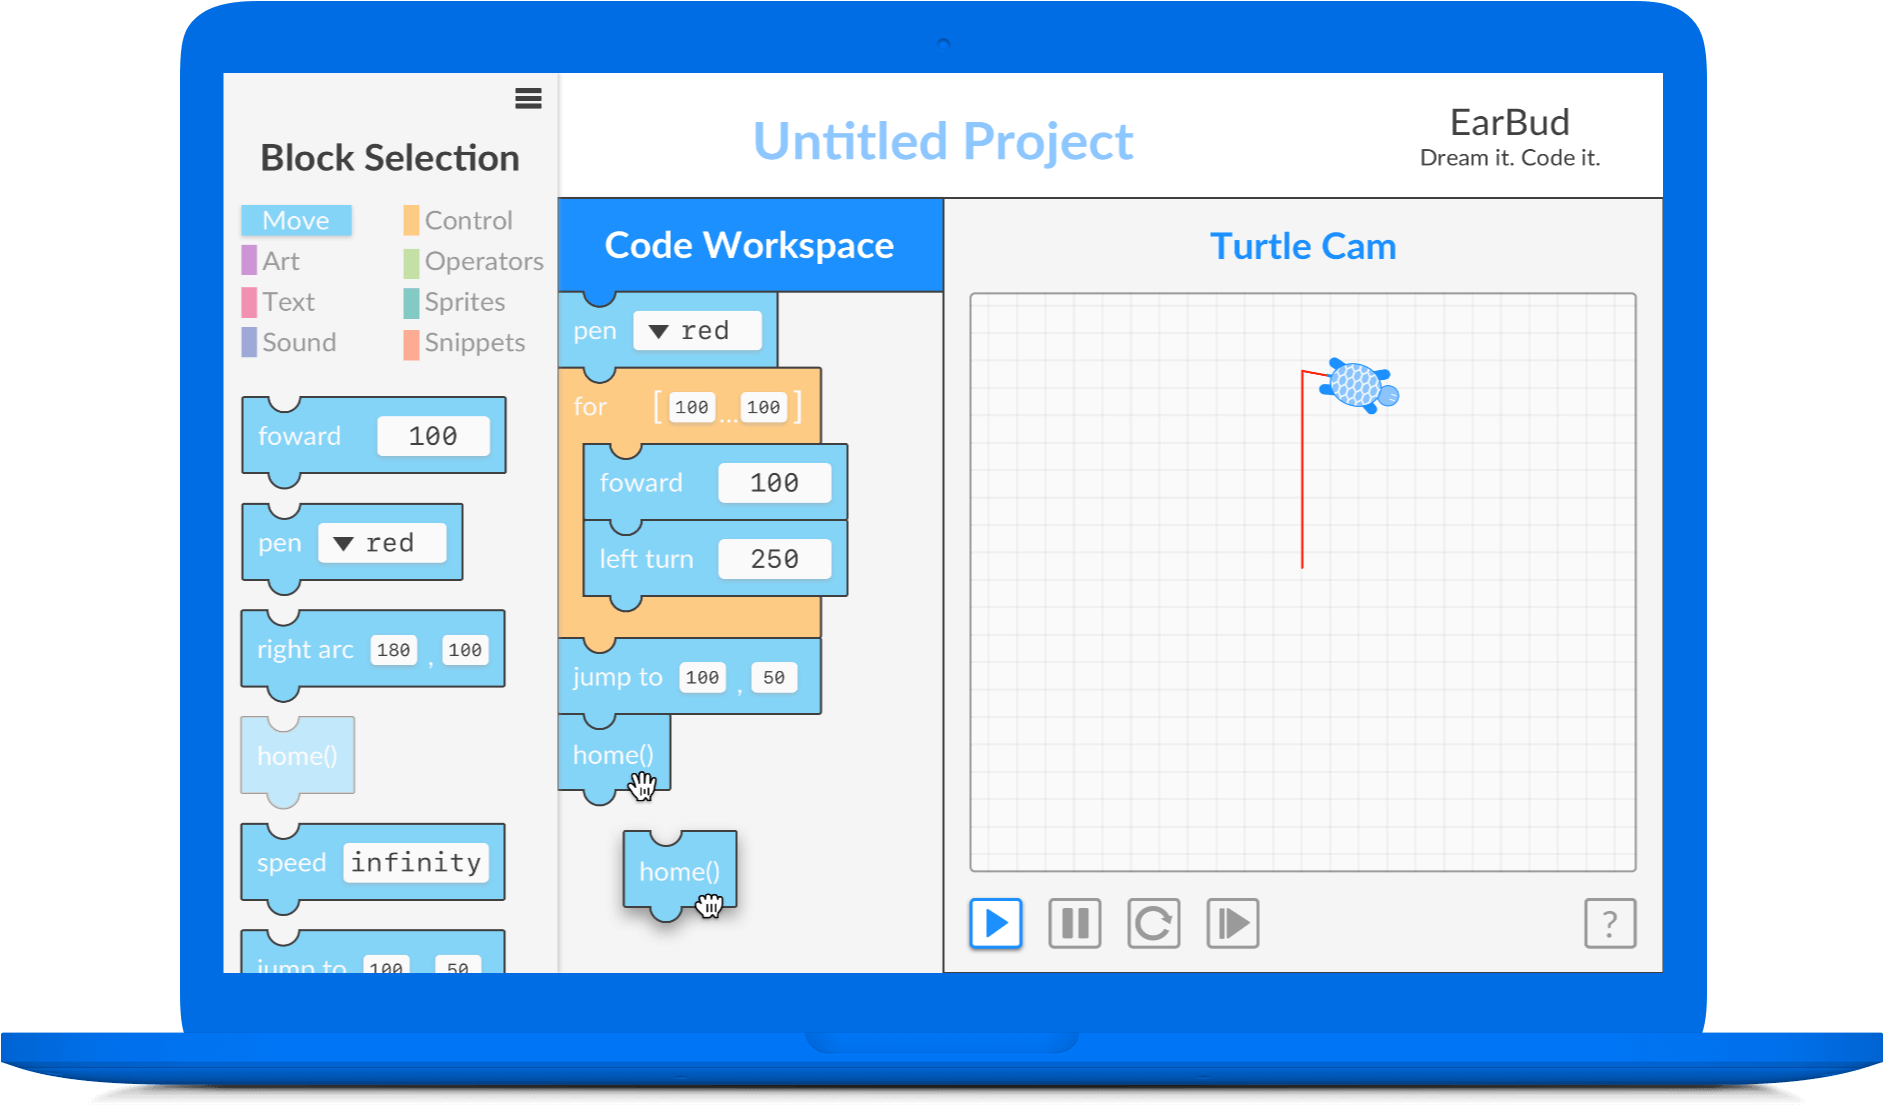 Block Selection
Move
Control
Art
Operators
Text
Sprites
Sound
Snippets
foward 100
pen red
right arc 180 , 100
home()
speed infinity
jump to 100 50
Untitled Project
EarBud
Dream it. Code it.
Code Workspace
pen red
for [ 100 ... 100 ]
foward 100
left turn 250
jump to 100 , 50
home()
home()
Turtle Cam
?